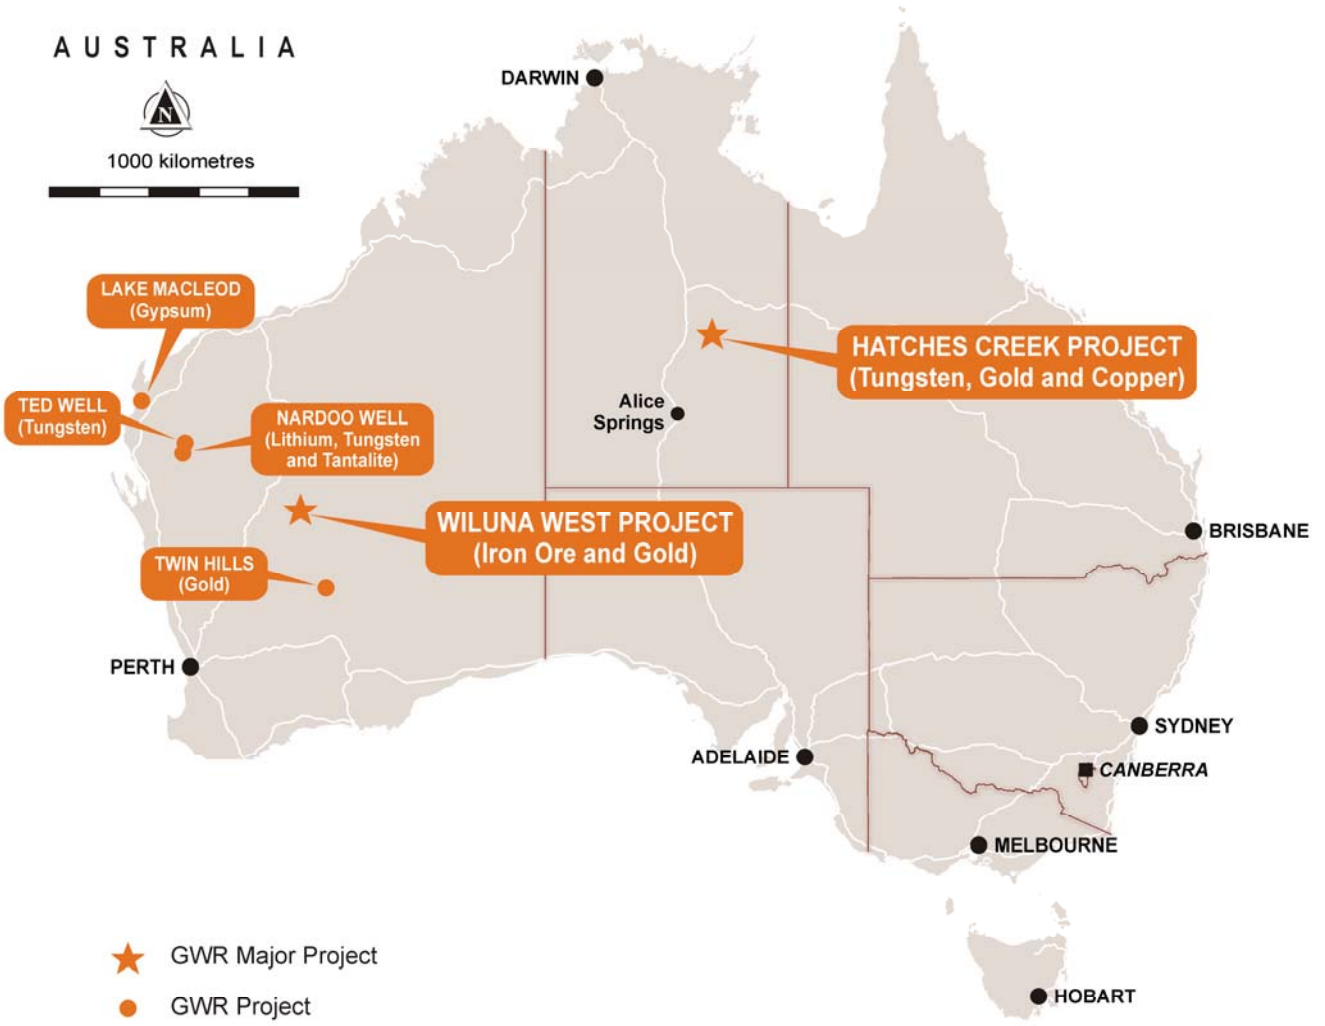 AUSTRALIA
N
1000 kilometres
DARWIN
LAKE MACLEOD
(Gypsum)
HATCHES CREEK PROJECT
(Tungsten, Gold and Copper)
TED WELL
(Tungsten)
NARDOO WELL
(Lithium, Tungsten
and Tantalite)
Alice
Springs
WILUNA WEST PROJECT
(Iron Ore and Gold)
BRISBANE
TWIN HILLS
(Gold)
PERTH
SYDNEY
ADELAIDE
CANBERRA
MELBOURNE
GWR Major Project
HOBART
GWR Project